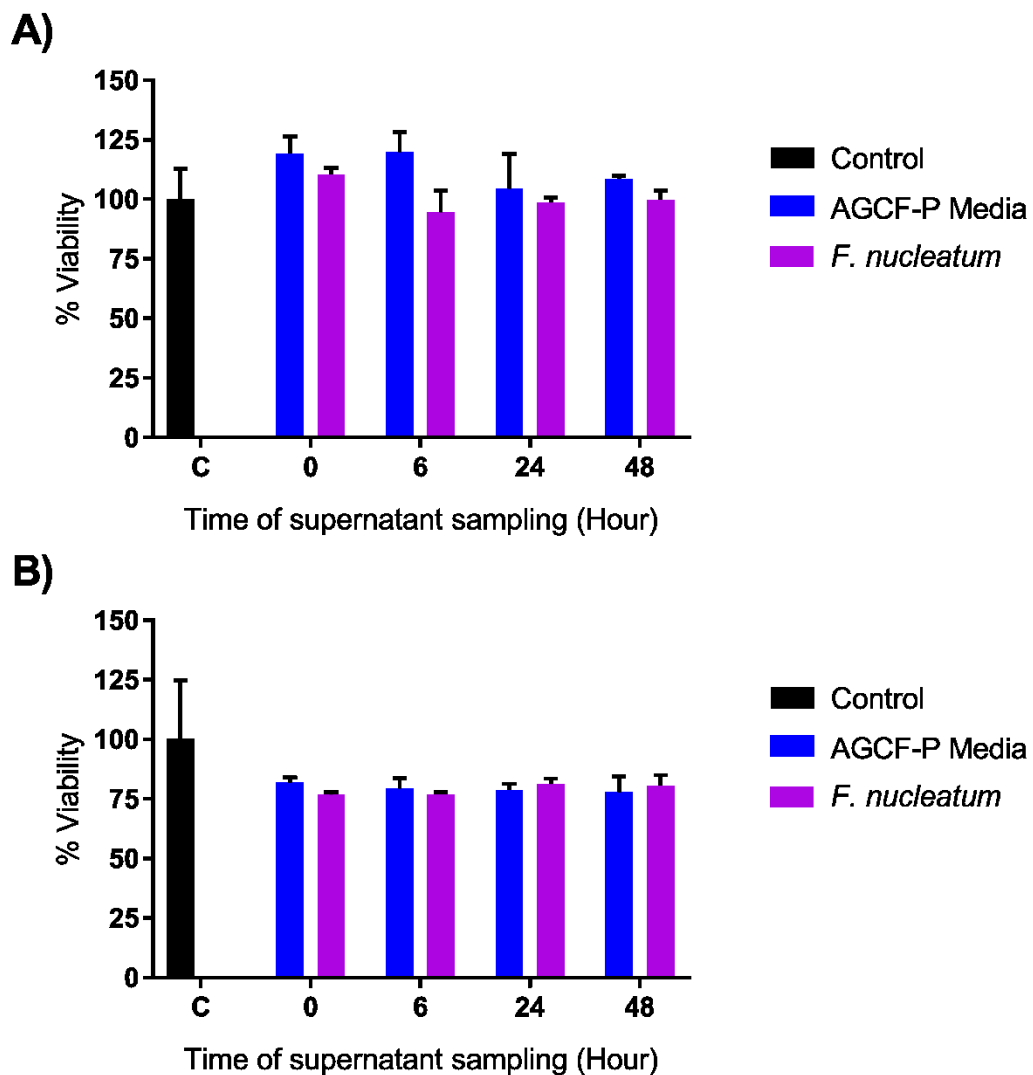 A)
150
125
100
75
50
25
0
% Viability
C 0 6 24 48
Time of supernatant sampling (Hour)
Control
AGCF-P Media
F. nucleatum
B)
150
125
100
75
50
25
0
% Viability
C 0 6 24 48
Time of supernatant sampling (Hour)
Control
AGCF-P Media
F. nucleatum